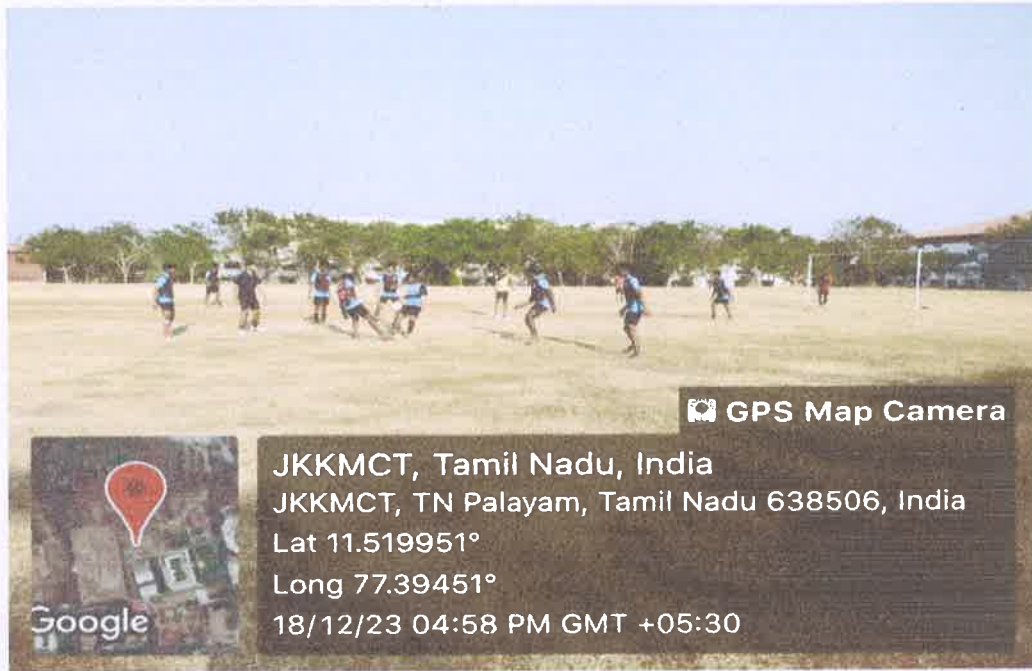 GPS Map Camera
JKKMCT, Tamil Nadu, India
JKKMCT, TN Palayam, Tamil Nadu 638506, India
Lat 11.519951°
Long 77.39451°
18/12/23 04:58 PM GMT +05:30
Google